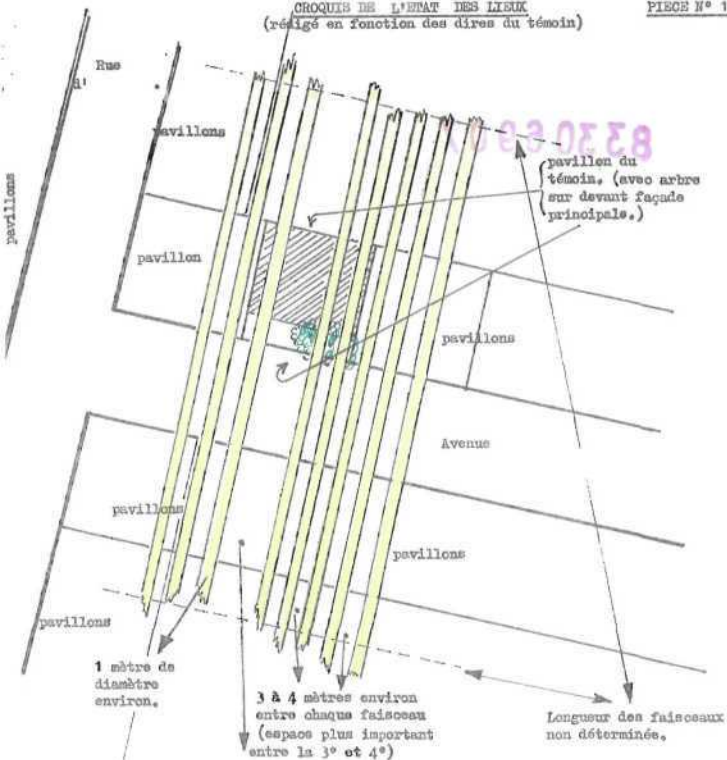 CROQUIS DE L'ETAT DES LIEUX
(rédigé en fonction des dires du témoin)
PIECE N° 1
Rue
d'
pavillons
pavillons
pavillon
pavillon du
témoin. (avec arbre
sur devant façade
principale.)
pavillons
Avenue
pavillons
pavillons
pavillons
1 mètre de
diamètre
environ.
3 à 4 mètres environ
entre chaque faisceau
(espace plus important
entre la 3° et 4°)
Longueur des faisceaux
non déterminée.